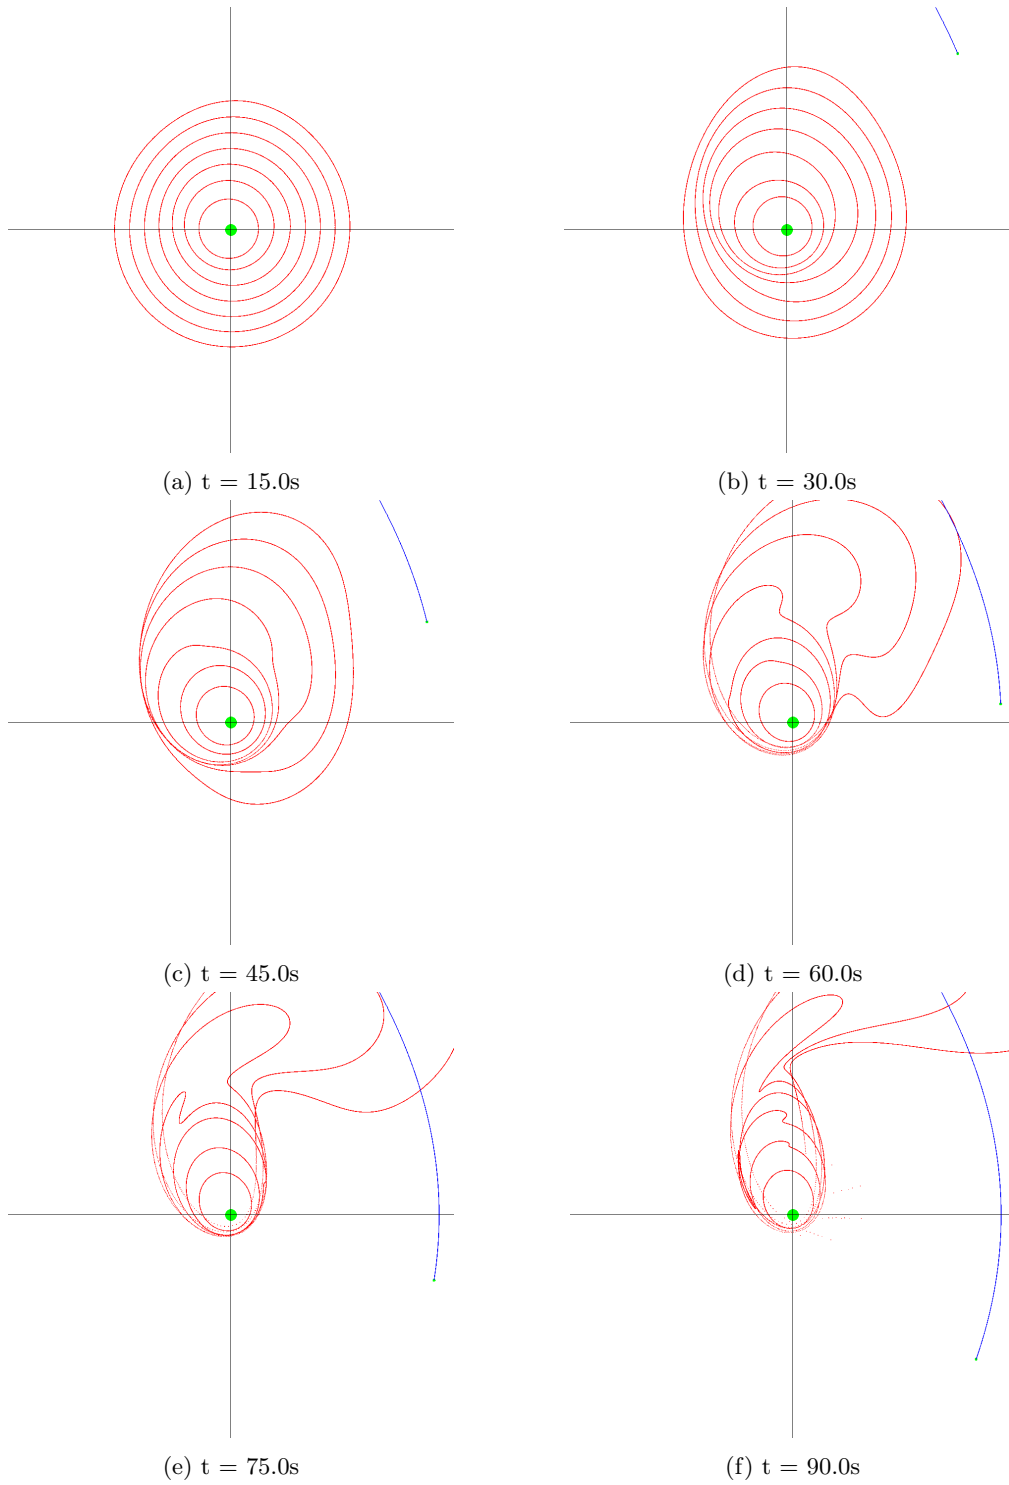 (a) t = 15.0s
(b) t = 30.0s
(c) t = 45.0s
(d) t = 60.0s
(e) t = 75.0s
(f) t = 90.0s